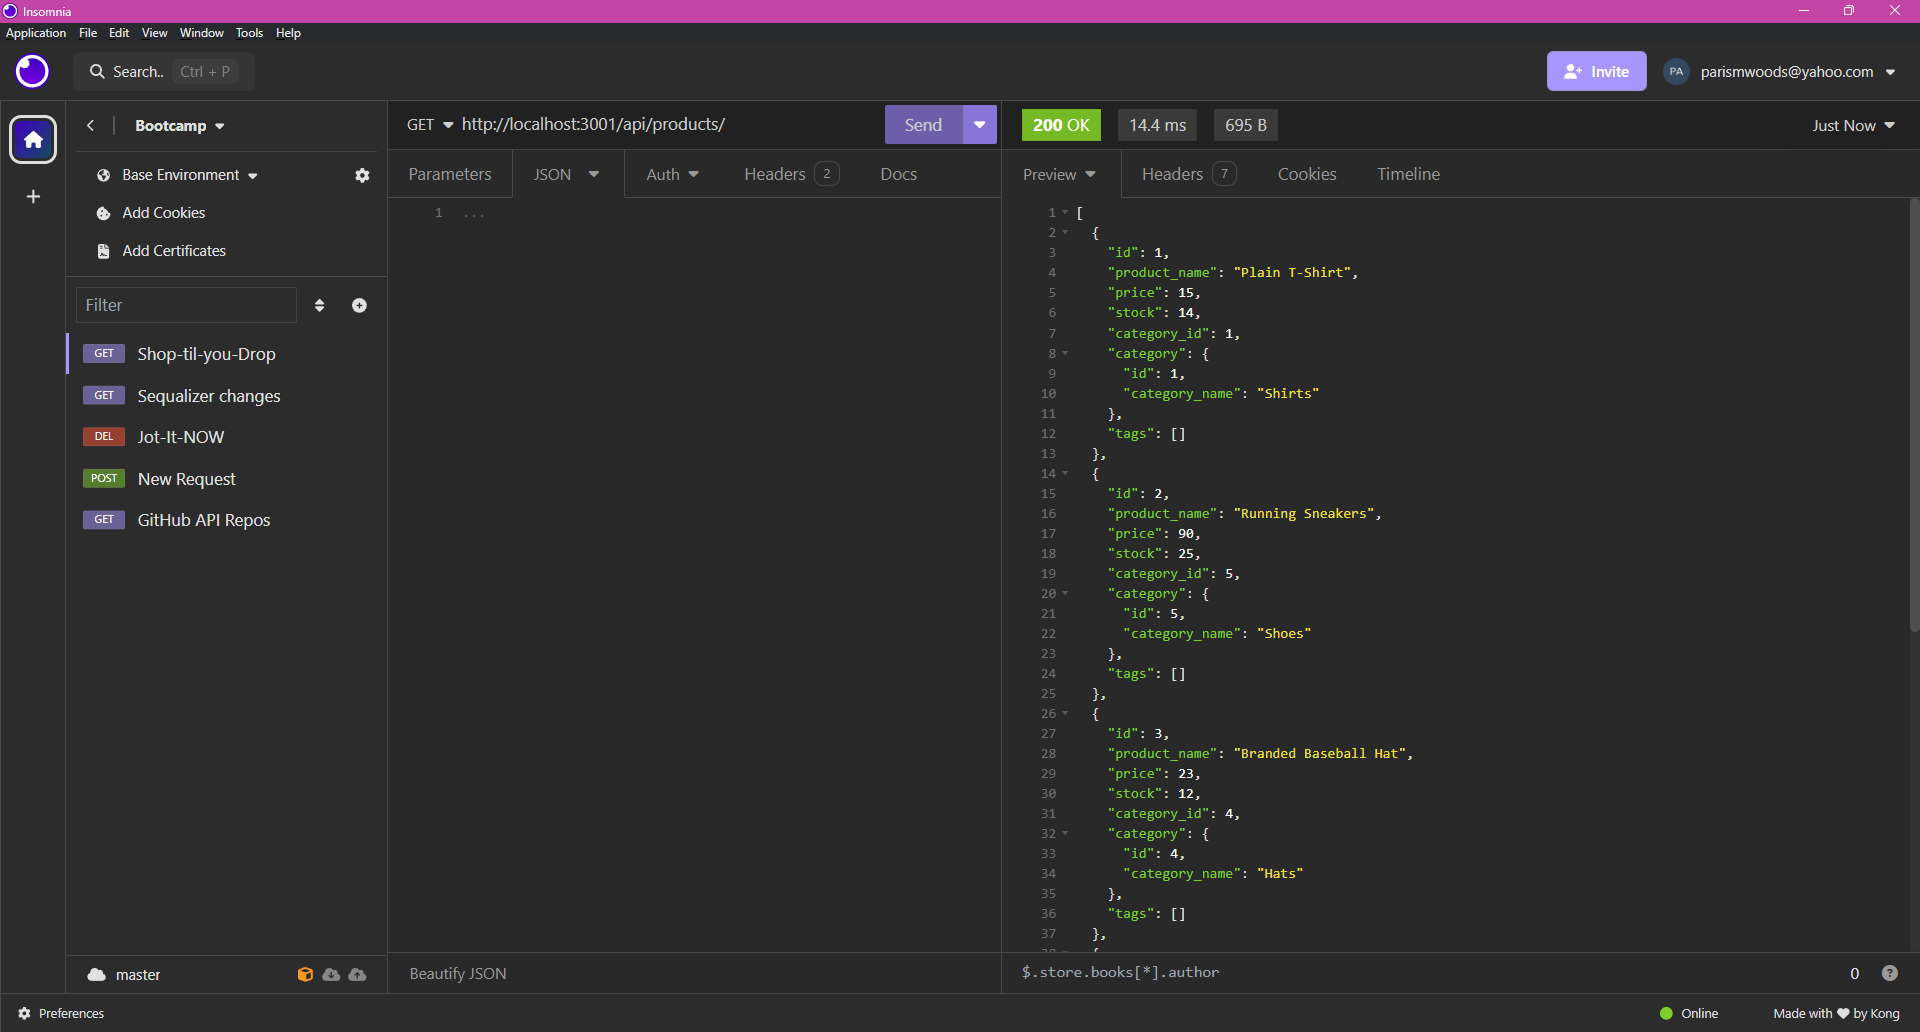 Insomnia
Application File Edit View Window Tools Help
Search.. Ctrl + P
Invite
PA parismwoods@yahoo.com
Bootcamp
Base Environment
Add Cookies
Add Certificates
Filter
GET Shop-til-you-Drop
GET Sequalizer changes
DEL Jot-It-NOW
POST New Request
GET GitHub API Repos
master
GET http://localhost:3001/api/products/ Send
Parameters JSON Auth Headers 2 Docs
1 ...
Beautify JSON
200 OK 14.4 ms 695 B Just Now
Preview Headers 7 Cookies Timeline
1 [
2 {
3 "id": 1,
4 "product_name": "Plain T-Shirt",
5 "price": 15,
6 "stock": 14,
7 "category_id": 1,
8 "category": {
9 "id": 1,
10 "category_name": "Shirts"
11 },
12 "tags": []
13 },
14 {
15 "id": 2,
16 "product_name": "Running Sneakers",
17 "price": 90,
18 "stock": 25,
19 "category_id": 5,
20 "category": {
21 "id": 5,
22 "category_name": "Shoes"
23 },
24 "tags": []
25 },
26 {
27 "id": 3,
28 "product_name": "Branded Baseball Hat",
29 "price": 23,
30 "stock": 12,
31 "category_id": 4,
32 "category": {
33 "id": 4,
34 "category_name": "Hats"
35 },
36 "tags": []
37 },
$.store.books[*].author 0 ?
Preferences
Online Made with ♥ by Kong